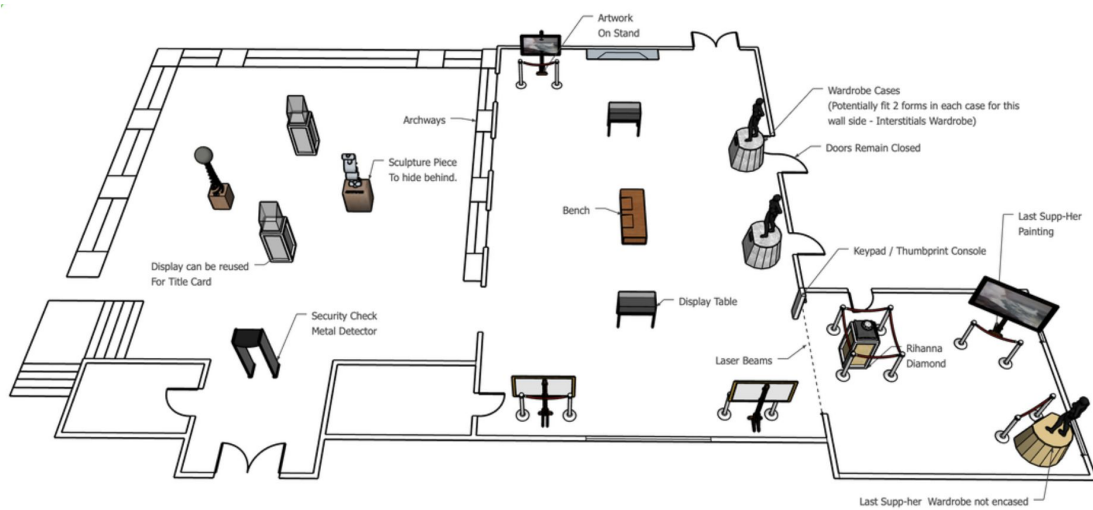 Artwork
On Stand
Wardrobe Cases
(Potentially fit 2 forms in each case for this
wall side - Interstitials Wardrobe)
Archways
Doors Remain Closed
Sculpture Piece
To hide behind.
Bench
Last Supp-Her
Painting
Keypad / Thumbprint Console
Display can be reused
For Title Card
Display Table
Security Check
Metal Detector
Laser Beams
Rihanna
Diamond
Last Supp-her Wardrobe not encased